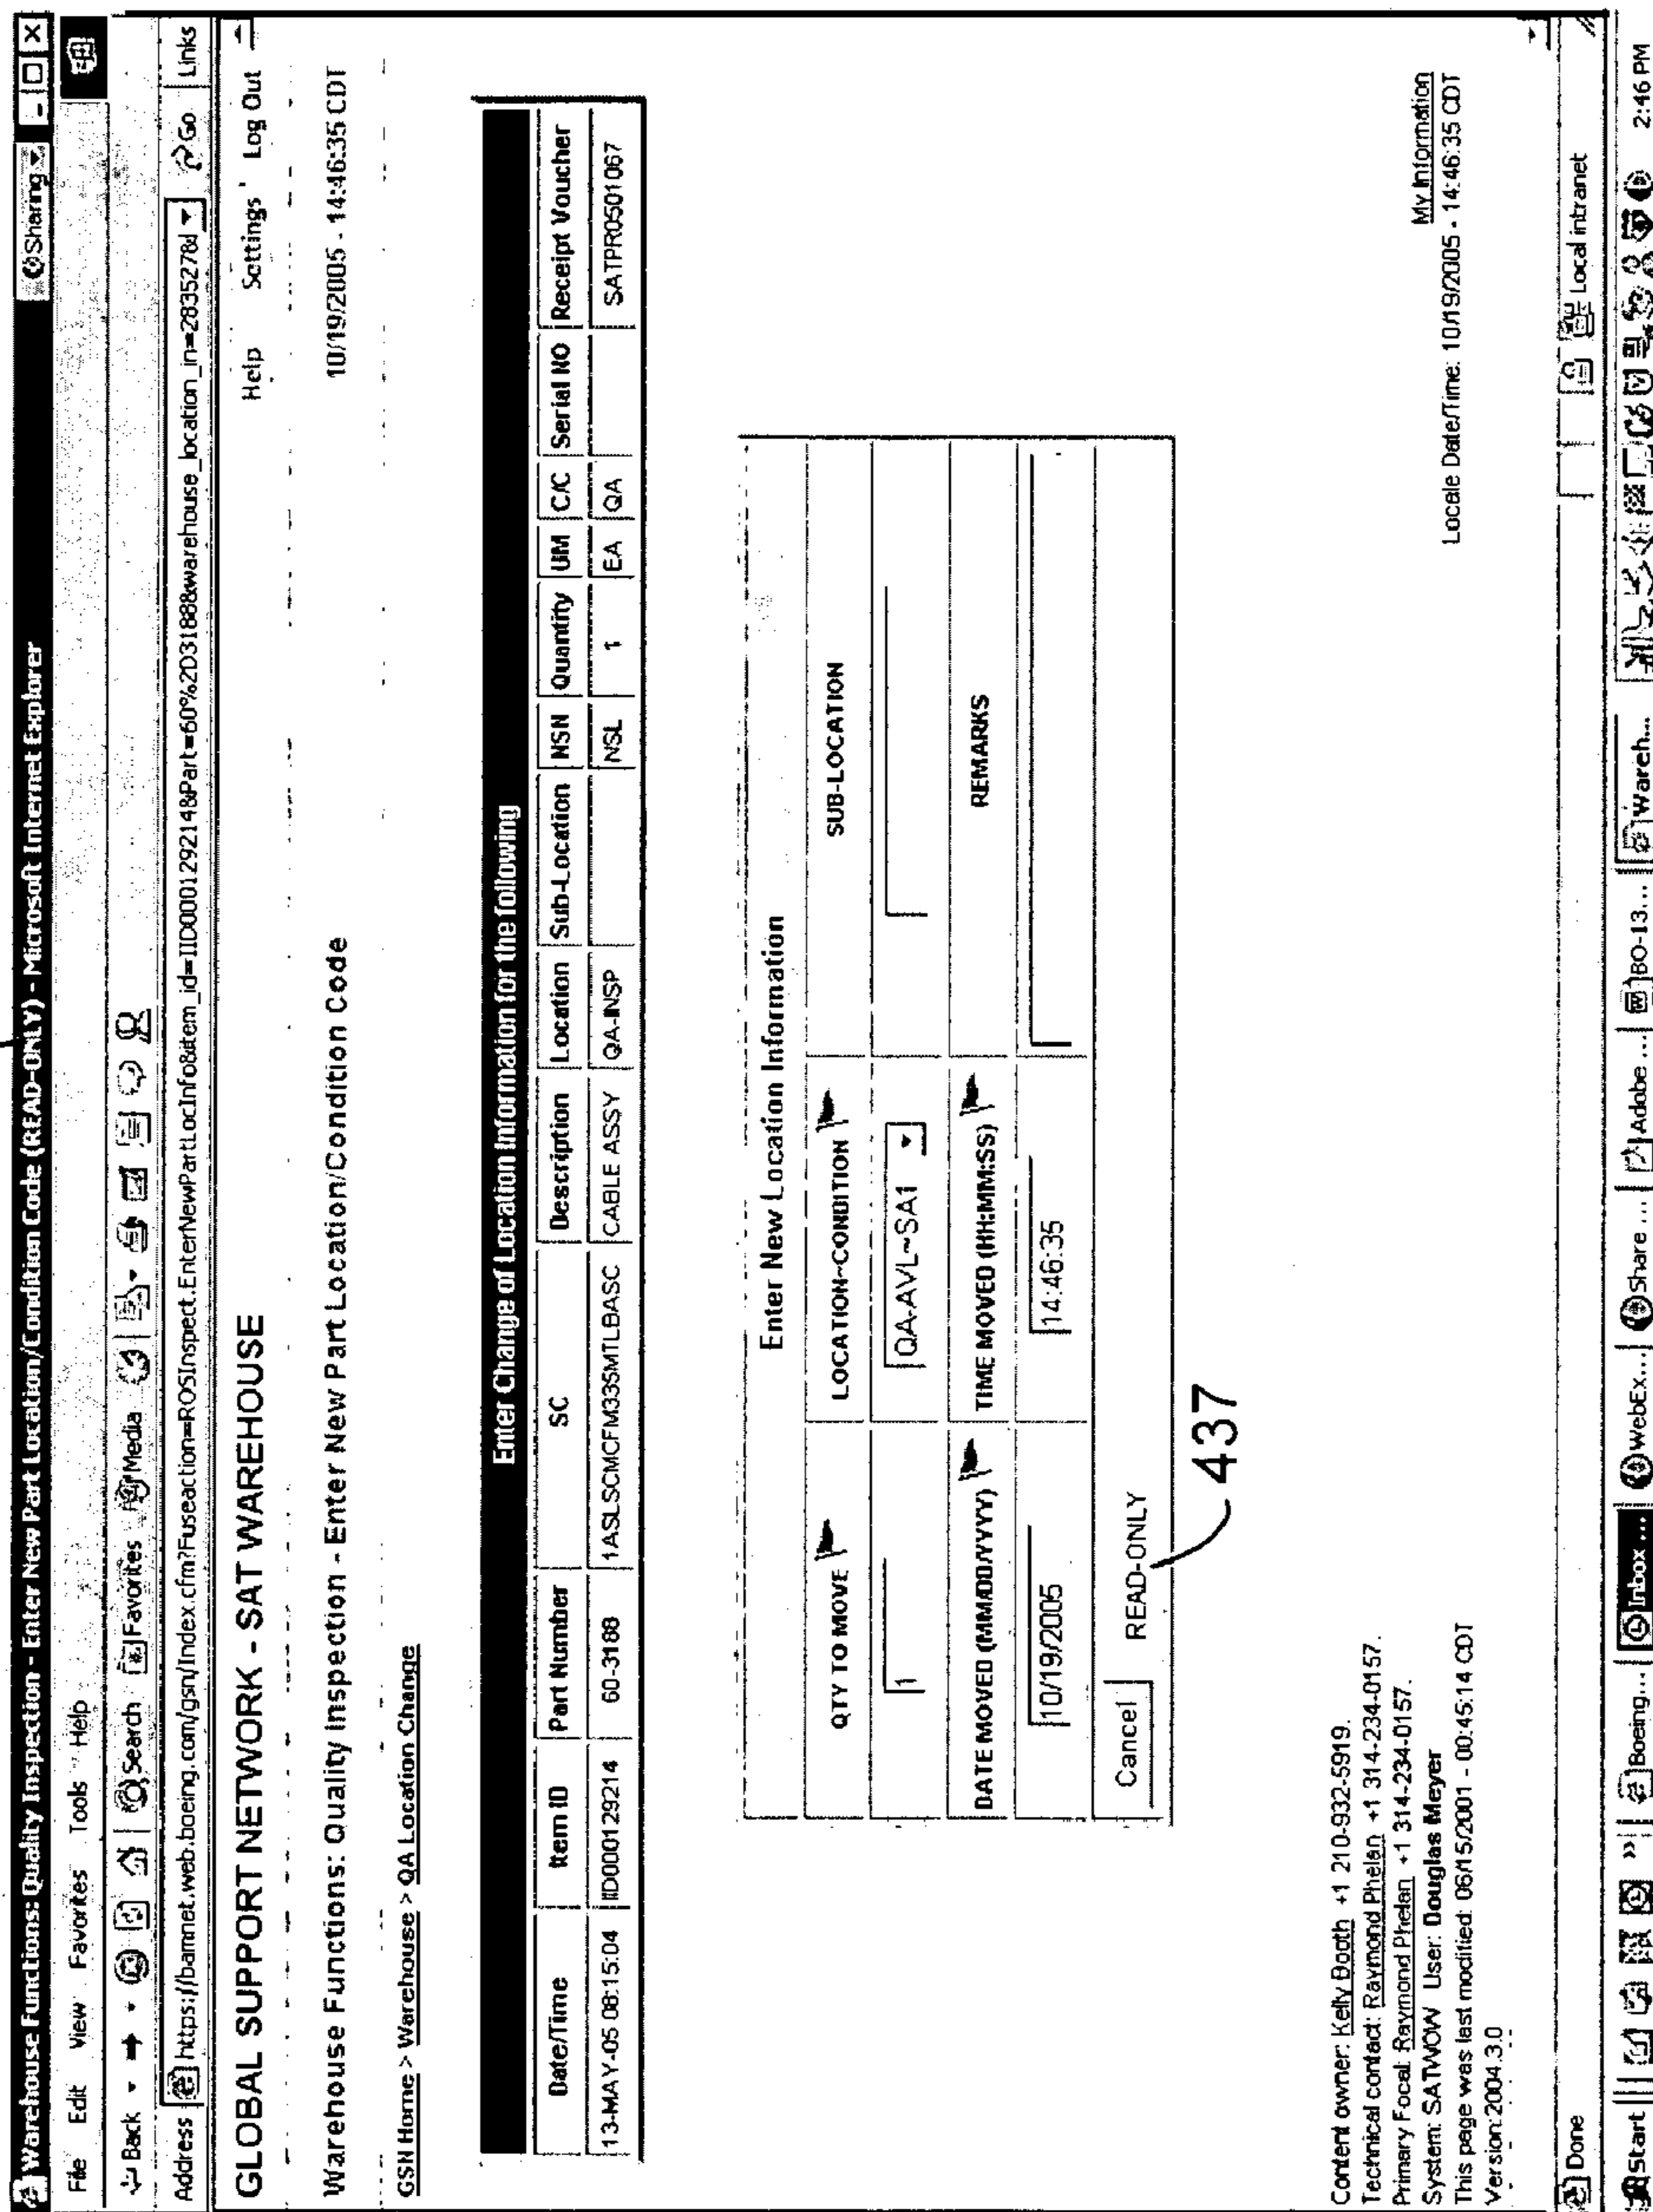 Warehouse Functions: Quality Inspection - Enter New Part Location/Condition Code (READ-ONLY) - Microsoft Internet Explorer
Sharing
File Edit View Favorites Tools Help
Back Search Favorites Media
Address https://bamnet.web.boeing.com/gsn/Index.cfm?Fuseaction=ROSInspect.EnterNewPartLocInfo&item_id=IID000129214&Part=60%2D3188&warehouse_location_in=283527&d Go Links
GLOBAL SUPPORT NETWORK - SAT WAREHOUSE Help Settings Log Out
Warehouse Functions: Quality Inspection - Enter New Part Location/Condition Code 10/19/2005 - 14:46:35 CDT
GSN Home > Warehouse > QA Location Change
Enter Change of Location Information for the following
Date/Time Item ID Part Number SC Description Location Sub-Location NSN Quantity UM C/C Serial NO Receipt Voucher
13-MAY-05 08:15:04 IID000129214 60-3188 1ASLSCMCFM335MTLBASC CABLE ASSY QA-INSP NSL 1 EA QA SATPR0501067
Enter New Location Information
QTY TO MOVE LOCATION~CONDITION SUB-LOCATION
1 QA-AVL~SA1
DATE MOVED (MM/DD/YYYY) TIME MOVED (HH:MM:SS) REMARKS
10/19/2005 14:46:35
Cancel READ-ONLY
437
My Information
Content owner: Kelly Booth +1 210-932-5919.
Technical contact: Raymond Phelan +1 314-234-0157.
Primary Focal: Raymond Phelan +1 314-234-0157.
System: SATWOW User: Douglas Meyer
This page was last modified: 06/15/2001 - 00:45:14 CDT
Locale Date/Time: 10/19/2005 - 14:46:35 CDT
Version:2004.3.0
Done Local intranet
Start Boeing... Inbox ... WebEx... Share ... Adobe ... BO-13... Wareh... 2:46 PM